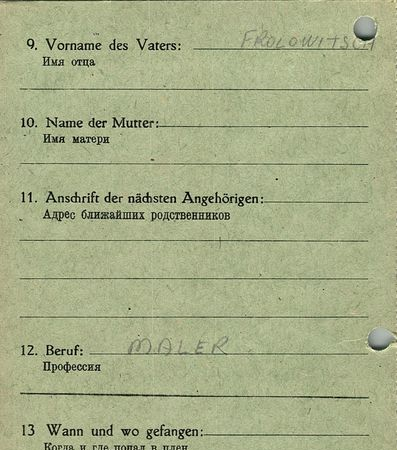 9. Vorname des Vaters: FROLOWITSCH
Имя отца
10. Name der Mutter:
Имя матери
11. Anschrift der nächsten Angehörigen:
Адрес ближайших родственников
12. Beruf: MALER
Профессия
13 Wann und wo gefangen:
Когда и где попал в плен